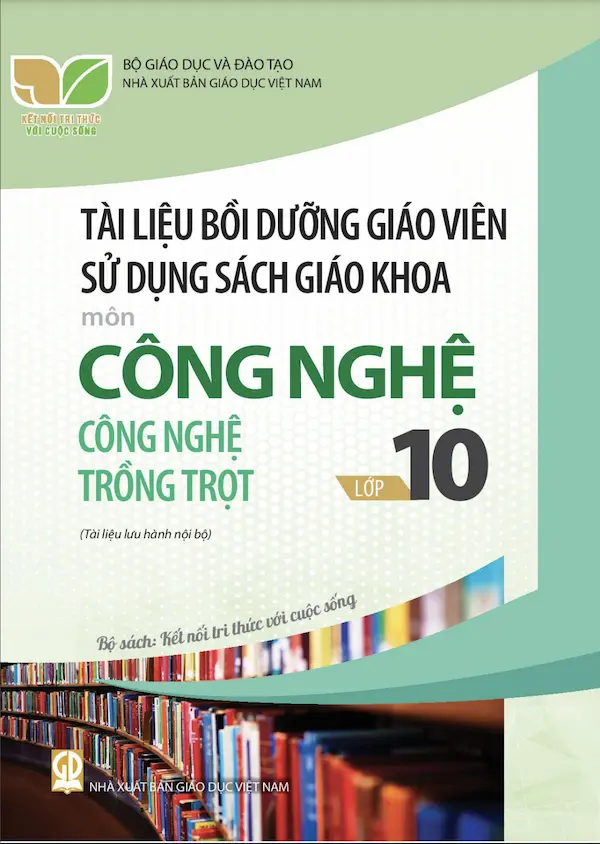 BỘ GIÁO DỤC VÀ ĐÀO TẠO
NHÀ XUẤT BẢN GIÁO DỤC VIỆT NAM
KẾT NỐI TRI THỨC
VỚI CUỘC SỐNG
TÀI LIỆU BỒI DƯỠNG GIÁO VIÊN
SỬ DỤNG SÁCH GIÁO KHOA
môn
CÔNG NGHỆ
CÔNG NGHỆ
TRỒNG TRỌT
LỚP 10
(Tài liệu lưu hành nội bộ)
Bộ sách: Kết nối tri thức với cuộc sống
GD
NHÀ XUẤT BẢN GIÁO DỤC VIỆT NAM